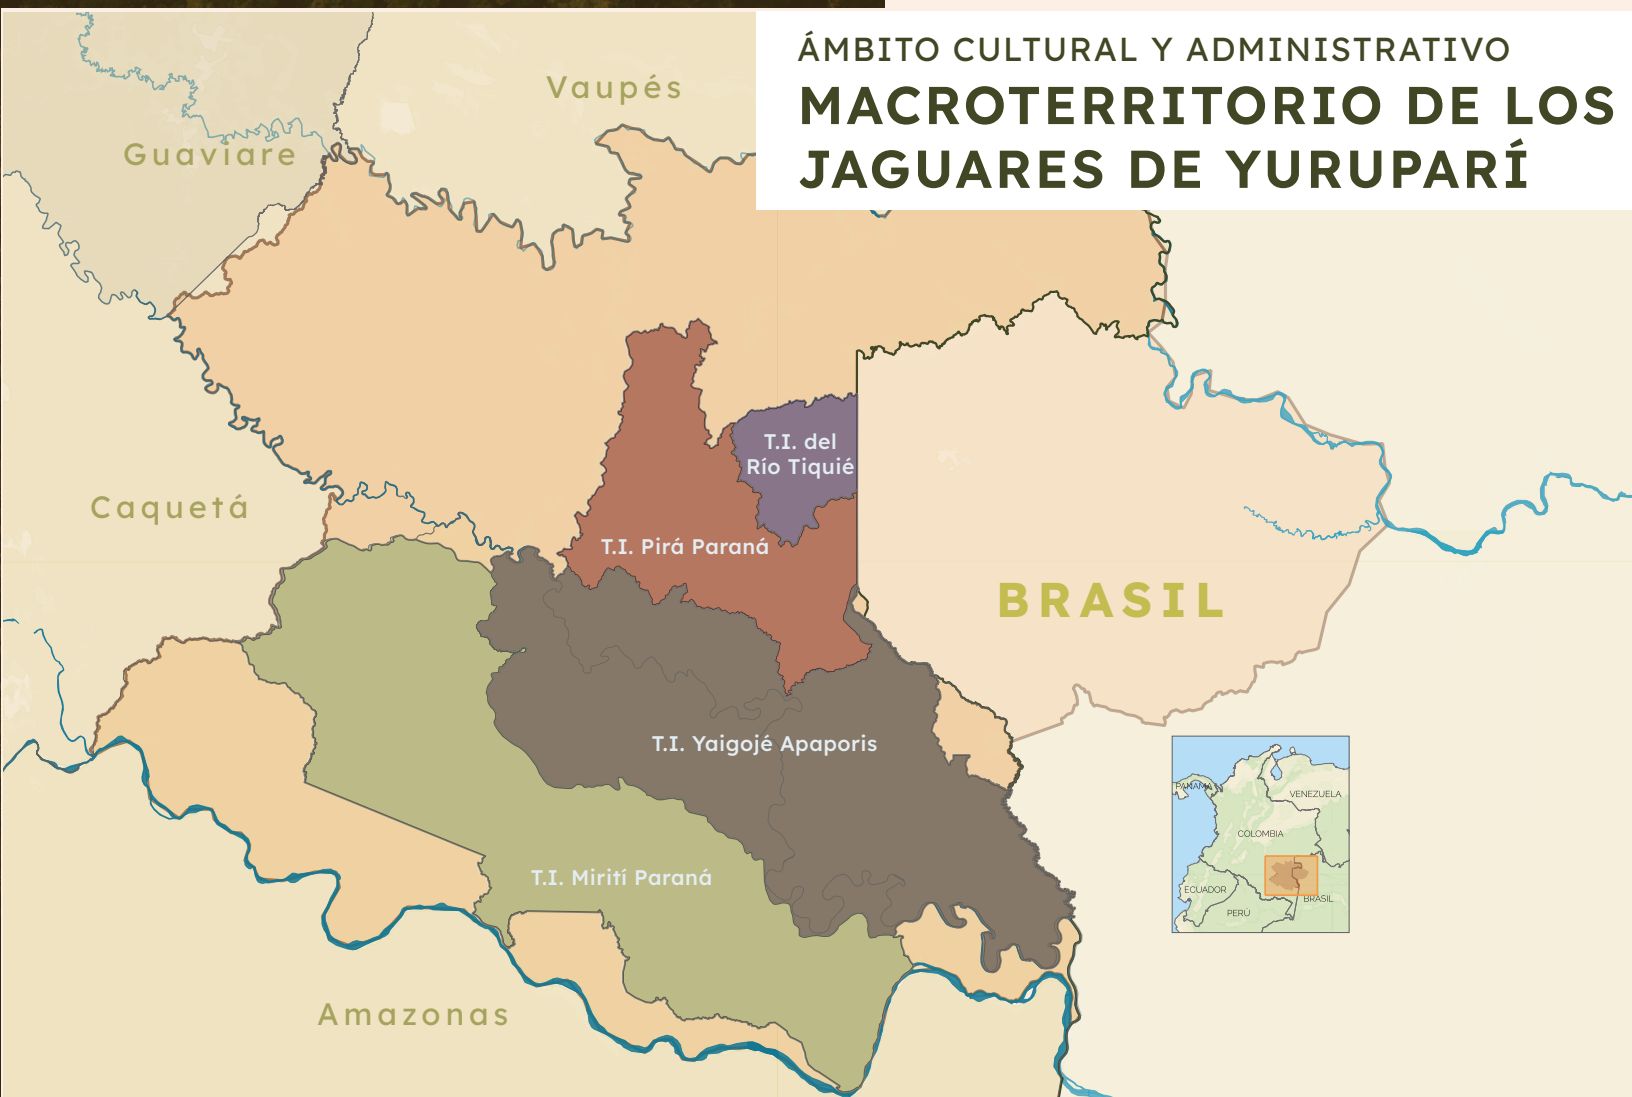 ÁMBITO CULTURAL Y ADMINISTRATIVO
MACROTERRITORIO DE LOS
JAGUARES DE YURUPARÍ
Vaupés
Guaviare
T.I. del
Río Tiquié
Caquetá
T.I. Pirá Paraná
BRASIL
T.I. Yaigojé Apaporis
T.I. Mirití Paraná
Amazonas
PANAMÁ
VENEZUELA
COLOMBIA
ECUADOR
BRASIL
PERÚ